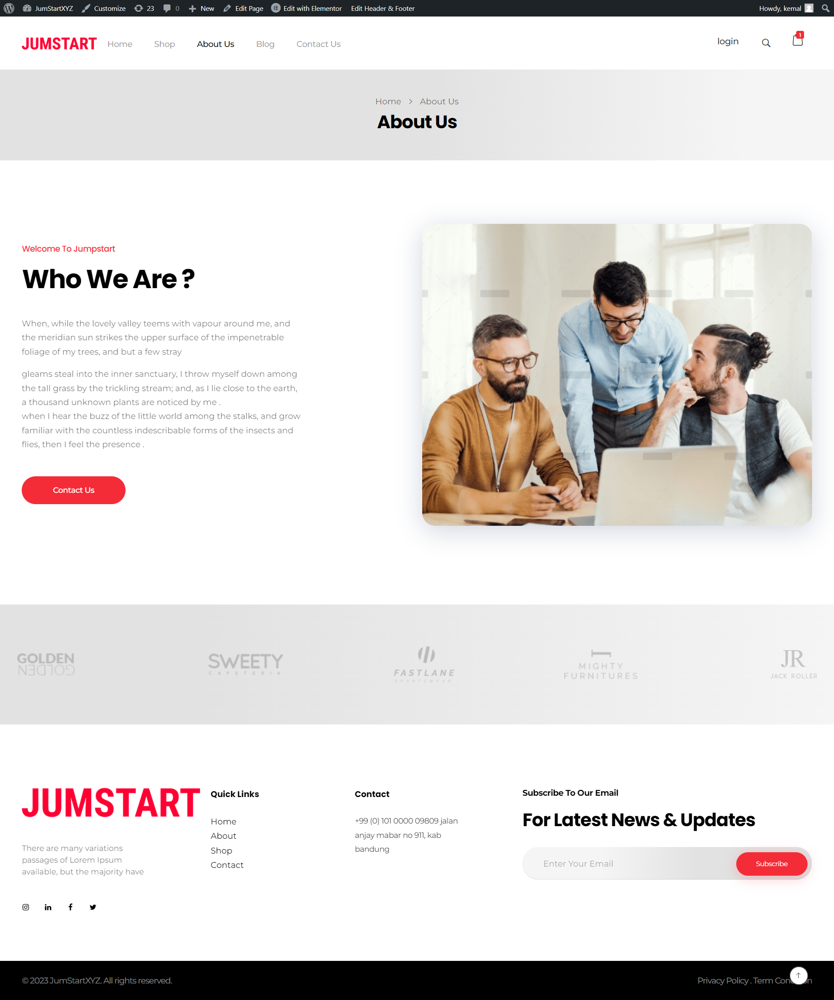 JumStartXYZ Customize 23 0 New Edit Page Edit with Elementor Edit Header & Footer Howdy, kemal
JUMSTART Home Shop About Us Blog Contact Us login 1
Home > About Us
About Us
Welcome To Jumpstart
Who We Are ?
When, while the lovely valley teems with vapour around me, and
the meridian sun strikes the upper surface of the impenetrable
foliage of my trees, and but a few stray
gleams steal into the inner sanctuary, I throw myself down among
the tall grass by the trickling stream; and, as I lie close to the earth,
a thousand unknown plants are noticed by me .
when I hear the buzz of the little world among the stalks, and grow
familiar with the countless indescribable forms of the insects and
flies, then I feel the presence .
Contact Us
GOLDEN
GOLDEN
SWEETY
CAFETERIA
FASTLANE
SPORTSWEAR
MIGHTY
FURNITURES
JR
JACK ROLLER
JUMSTART
There are many variations
passages of Lorem Ipsum
available, but the majority have
Quick Links
Home
About
Shop
Contact
Contact
+99 (0) 101 0000 09809 jalan
anjay mabar no 911, kab
bandung
Subscribe To Our Email
For Latest News & Updates
Enter Your Email Subscribe
© 2023 JumStartXYZ. All rights reserved.
Privacy Policy . Term